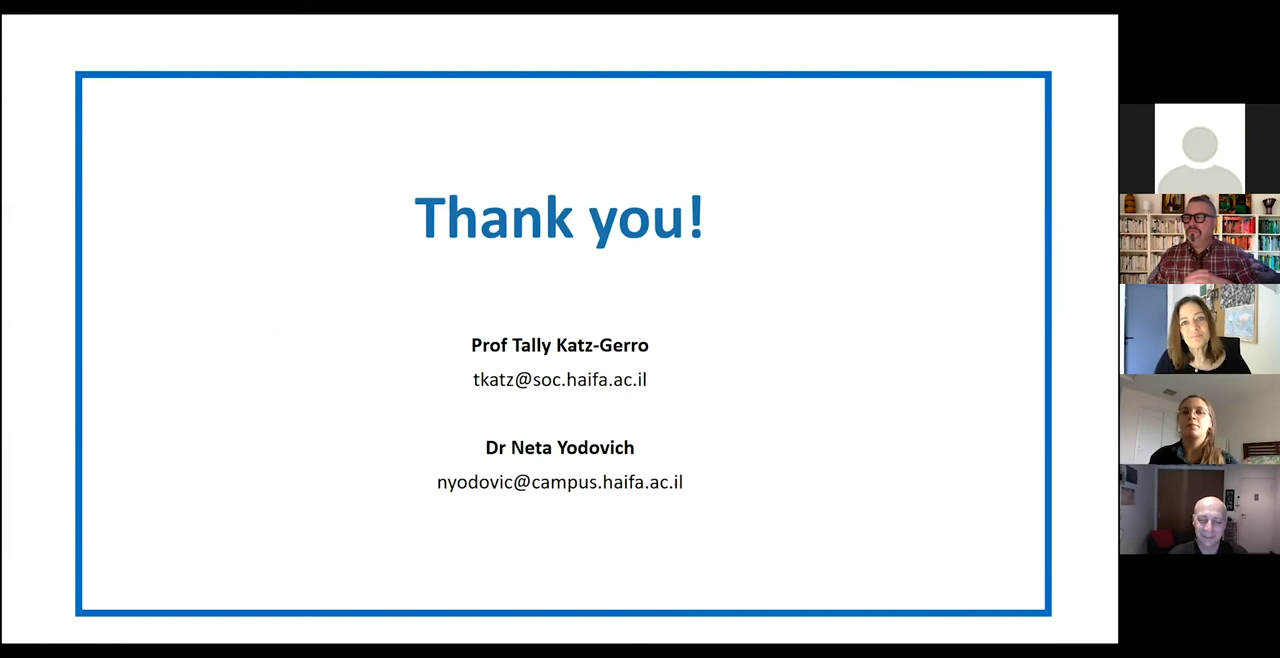 Thank you!
Prof Tally Katz-Gerro
tkatz@soc.haifa.ac.il
Dr Neta Yodovich
nyodovic@campus.haifa.ac.il